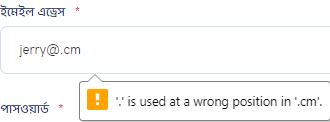 ইমেইল এড্রেস *
jerry@.cm
'.' is used at a wrong position in '.cm'.
পাসওয়ার্ড *